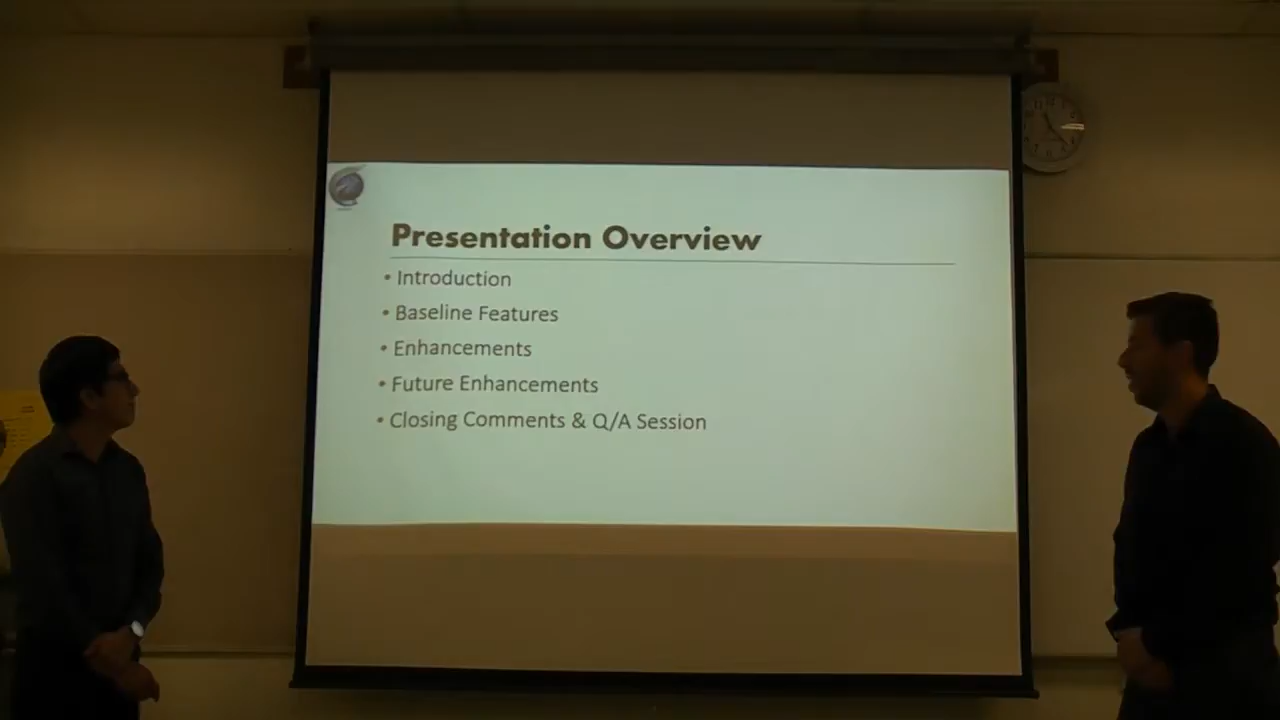 Presentation Overview
• Introduction
• Baseline Features
• Enhancements
• Future Enhancements
• Closing Comments & Q/A Session